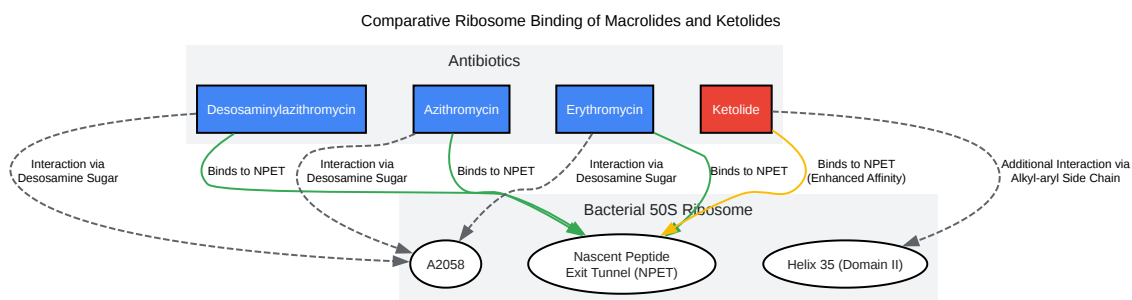 Comparative Ribosome Binding of Macrolides and Ketolides
Antibiotics
Desosaminylazithromycin
Azithromycin
Erythromycin
Ketolide
Interaction via
Desosamine Sugar
Binds to NPET
Interaction via
Desosamine Sugar
Binds to NPET
Interaction via
Desosamine Sugar
Binds to NPET
Binds to NPET
(Enhanced Affinity)
Additional Interaction via
Alkyl-aryl Side Chain
Bacterial 50S Ribosome
A2058
Nascent Peptide
Exit Tunnel (NPET)
Helix 35 (Domain II)